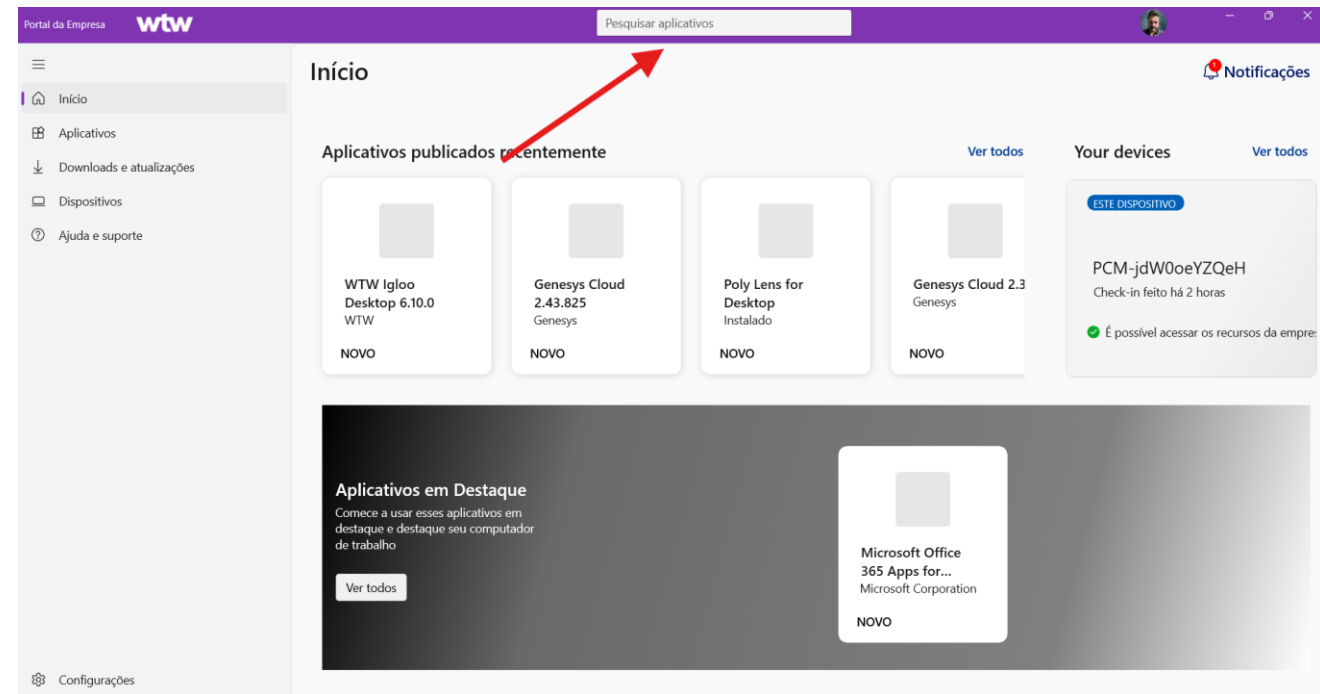 Portal da Empresa
wtw
Pesquisar aplicativos
Início
Aplicativos
Downloads e atualizações
Dispositivos
Ajuda e suporte
Configurações
Início
1
Notificações
Aplicativos publicados recentemente
Ver todos
WTW Igloo
Desktop 6.10.0
WTW
NOVO
Genesys Cloud
2.43.825
Genesys
NOVO
Poly Lens for
Desktop
Instalado
NOVO
Genesys Cloud 2.3
Genesys
NOVO
Your devices
Ver todos
ESTE DISPOSITIVO
PCM-jdW0oeYZQeH
Check-in feito há 2 horas
É possível acessar os recursos da empre
Aplicativos em Destaque
Comece a usar esses aplicativos em
destaque e destaque seu computador
de trabalho
Ver todos
Microsoft Office
365 Apps for...
Microsoft Corporation
NOVO